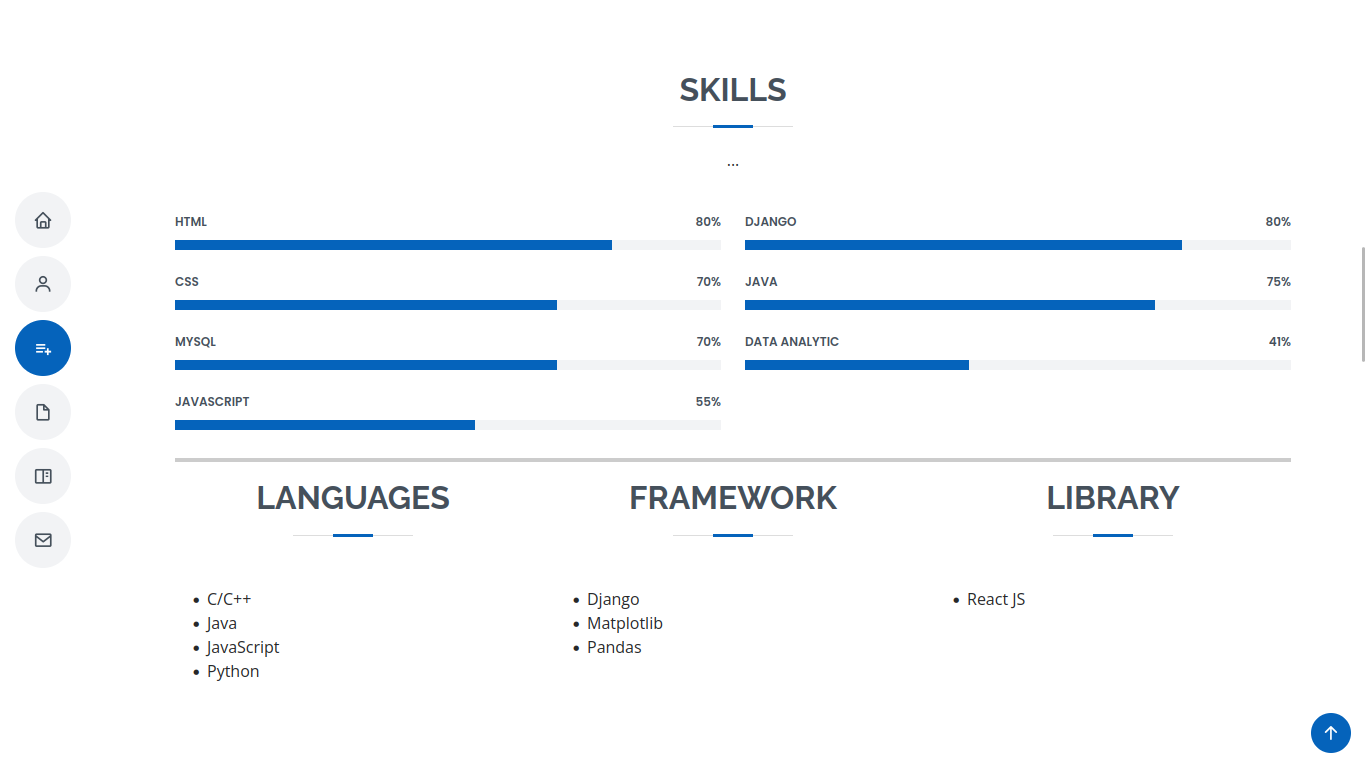 SKILLS
...
HTML 80%
CSS 70%
MYSQL 70%
JAVASCRIPT 55%
DJANGO 80%
JAVA 75%
DATA ANALYTIC 41%
LANGUAGES
C/C++
Java
JavaScript
Python
FRAMEWORK
Django
Matplotlib
Pandas
LIBRARY
React JS